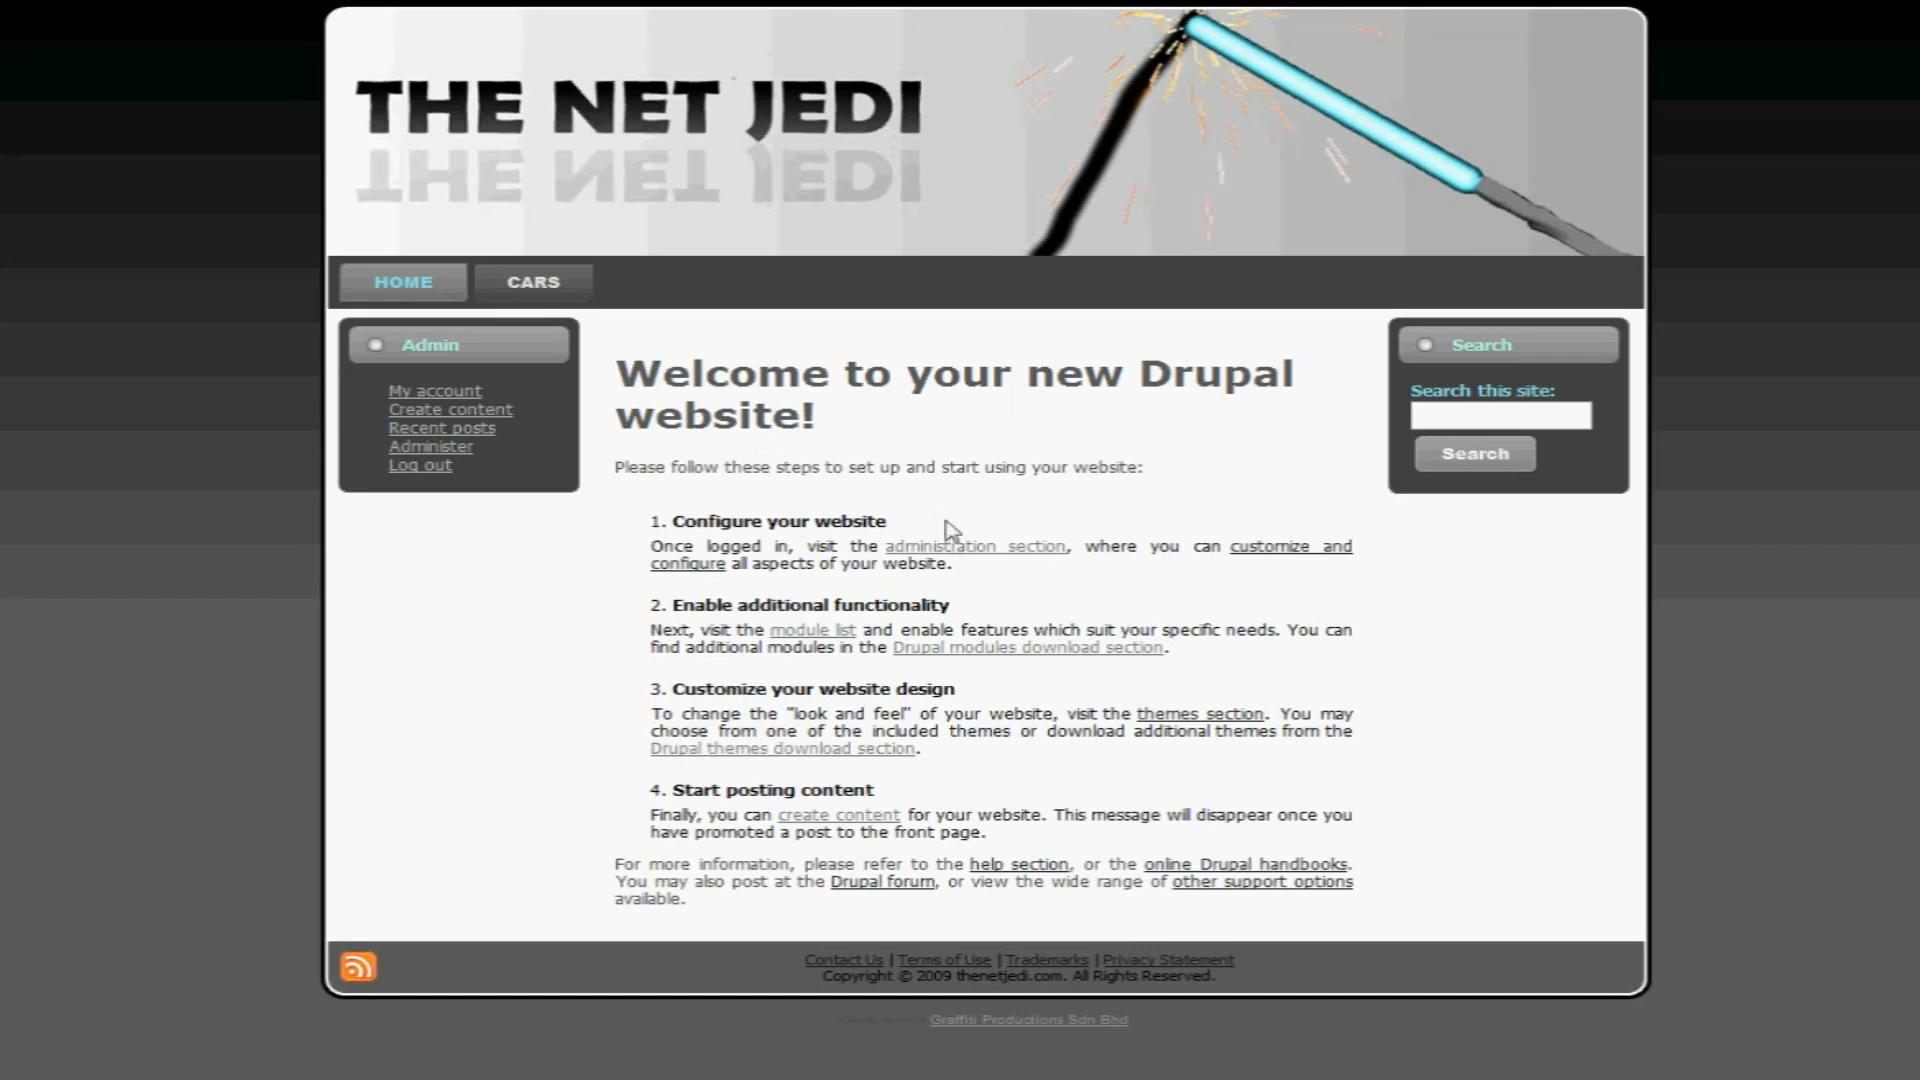 THE NET JEDI
HOME
CARS
Admin
My account
Create content
Recent posts
Administer
Log out
Welcome to your new Drupal
website!
Please follow these steps to set up and start using your website:
1. Configure your website
Once logged in, visit the administration section, where you can customize and
configure all aspects of your website.
2. Enable additional functionality
Next, visit the module list and enable features which suit your specific needs. You can
find additional modules in the Drupal modules download section.
3. Customize your website design
To change the "look and feel" of your website, visit the themes section. You may
choose from one of the included themes or download additional themes from the
Drupal themes download section.
4. Start posting content
Finally, you can create content for your website. This message will disappear once you
have promoted a post to the front page.
For more information, please refer to the help section, or the online Drupal handbooks.
You may also post at the Drupal forum, or view the wide range of other support options
available.
Search
Search this site:
Search
Contact Us | Terms of Use | Trademarks | Privacy Statement
Copyright © 2009 thenetjedi.com. All Rights Reserved.
Graffiti Productions Sdn Bhd